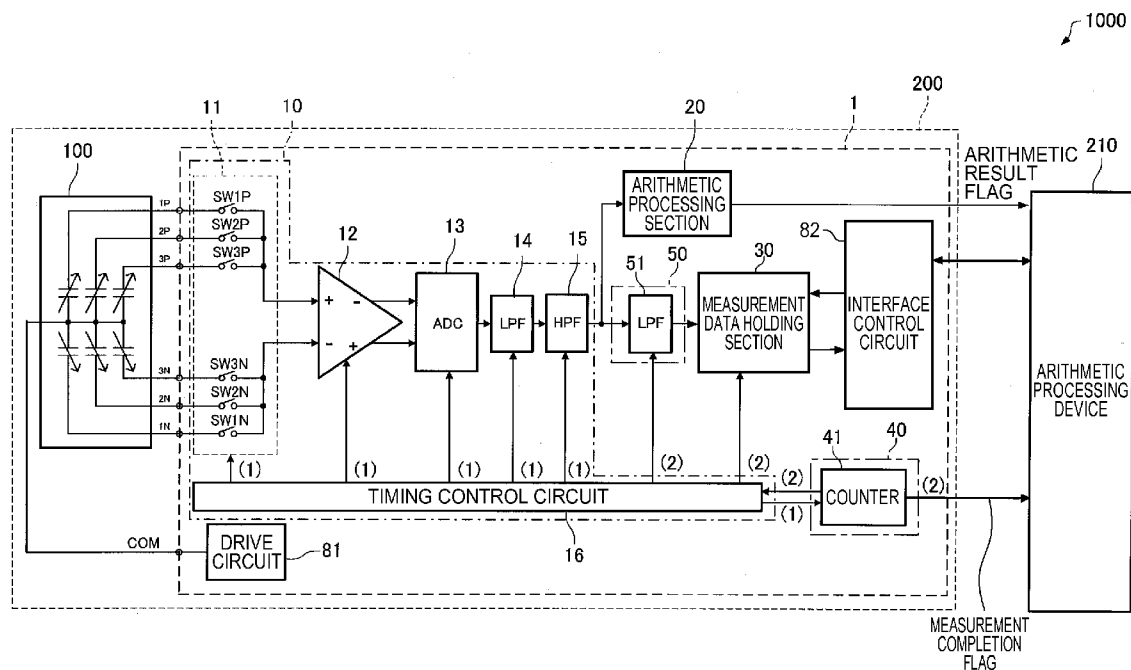 1000
200
11
10
1
20
ARITHMETIC
RESULT
FLAG
210
100
ARITHMETIC
PROCESSING
SECTION
1P
SW1P
2P
SW2P
3P
SW3P
12
13
14
15
51
50
30
82
+
-
-
+
ADC
LPF
HPF
LPF
MEASUREMENT
DATA HOLDING
SECTION
INTERFACE
CONTROL
CIRCUIT
ARITHMETIC
PROCESSING
DEVICE
3N
SW3N
2N
SW2N
1N
SW1N
41
40
(1)
(1)
(1)
(1)
(1)
(2)
(2)
(2)
(1)
(2)
TIMING CONTROL CIRCUIT
COUNTER
16
COM
DRIVE
CIRCUIT
81
MEASUREMENT
COMPLETION
FLAG